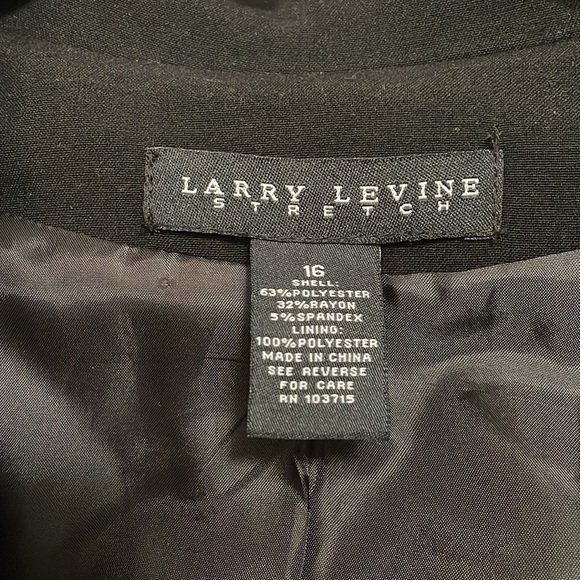 LARRY LEVINE
STRETCH
16
SHELL:
63%POLYESTER
32%RAYON
5%SPANDEX
LINING:
100%POLYESTER
MADE IN CHINA
SEE REVERSE
FOR CARE
RN 103715